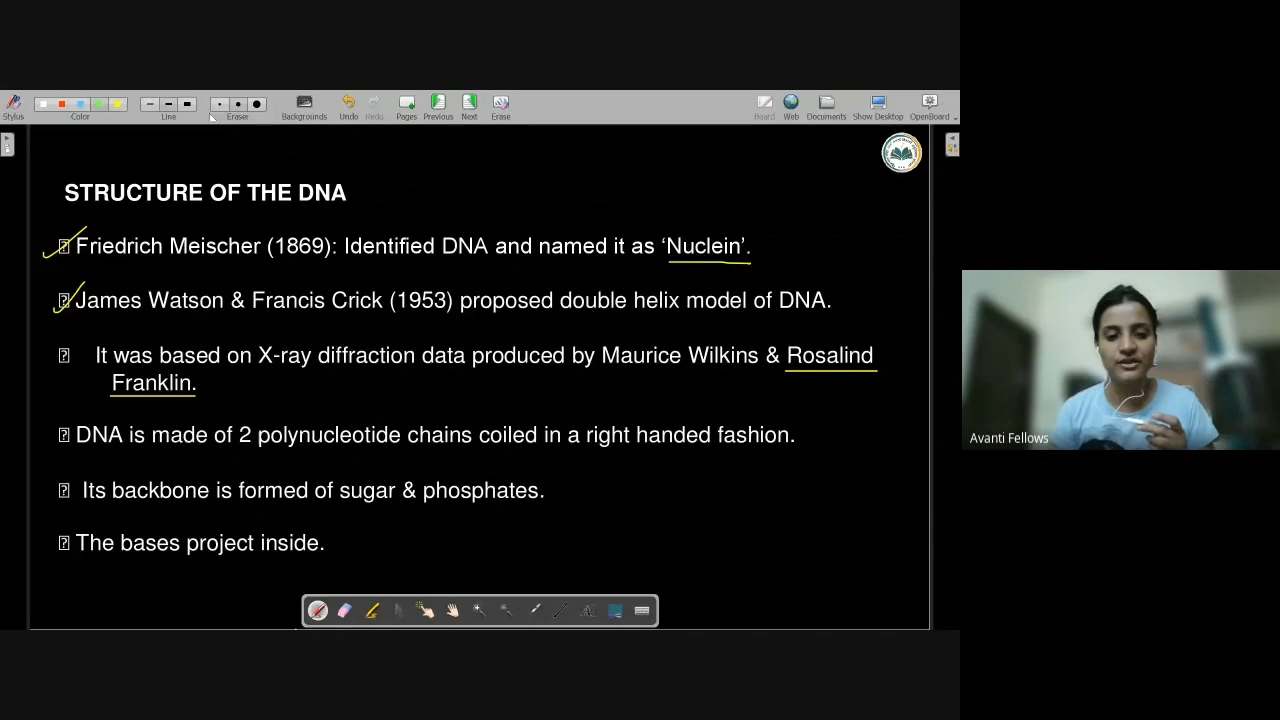 Stylus
Color
Line
Eraser
Backgrounds
Undo
Redo
Pages
Previous
Next
Erase
Board
Web
Documents
Show Desktop
OpenBoard
STRUCTURE OF THE DNA
Friedrich Meischer (1869): Identified DNA and named it as ‘Nuclein’.
James Watson & Francis Crick (1953) proposed double helix model of DNA.
It was based on X-ray diffraction data produced by Maurice Wilkins & Rosalind
Franklin.
DNA is made of 2 polynucleotide chains coiled in a right handed fashion.
Its backbone is formed of sugar & phosphates.
The bases project inside.
Avanti Fellows